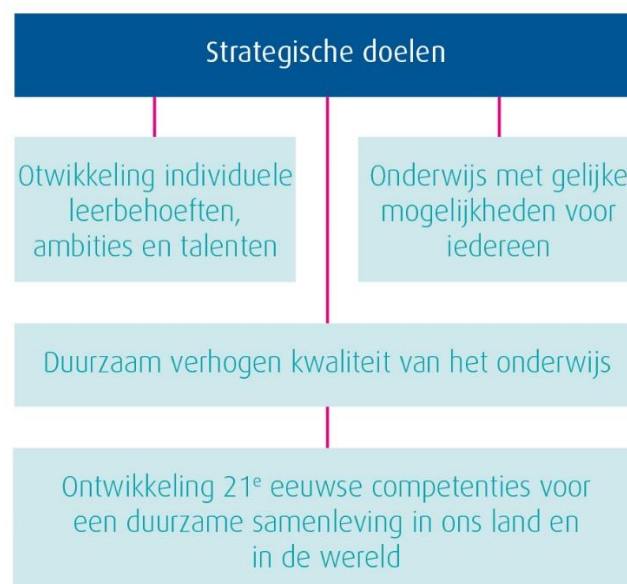 Strategische doelen
Otwikkeling individuele
leerbehoeften,
ambities en talenten
Onderwijs met gelijke
mogelijkheden voor
iedereen
Duurzaam verhogen kwaliteit van het onderwijs
Ontwikkeling 21e eeuwse competenties voor
een duurzame samenleving in ons land en
in de wereld